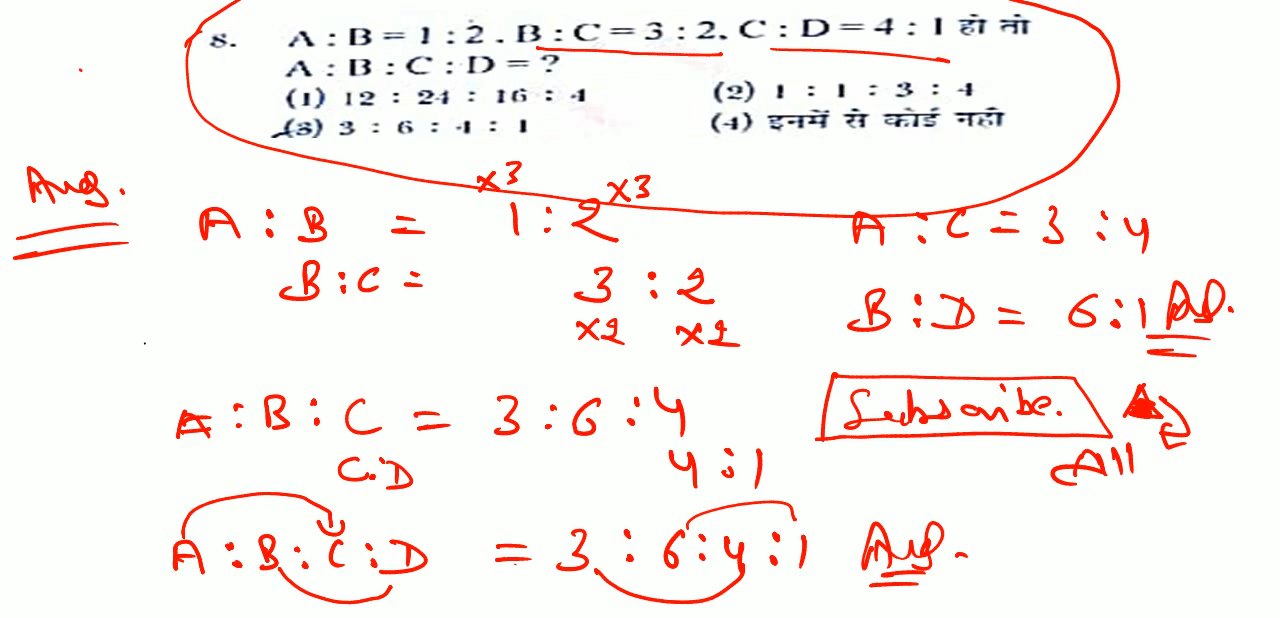 8. A : B = 1 : 2 . B : C = 3 : 2. C : D = 4 : 1 हो तो
A : B : C : D = ?
(1) 12 : 24 : 16 : 4 (2) 1 : 1 : 3 : 4
(3) 3 : 6 : 4 : 1 (4) इनमें से कोई नही
×3 ×3
A : B = 1 : 2 A : C = 3 : 4
B : C = 3 : 2
×2 ×2
B : D = 6 : 1
A : B : C = 3 : 6 : 4
Subscribe.
C : D 4 : 1
All
A : B : C : D = 3 : 6 : 4 : 1